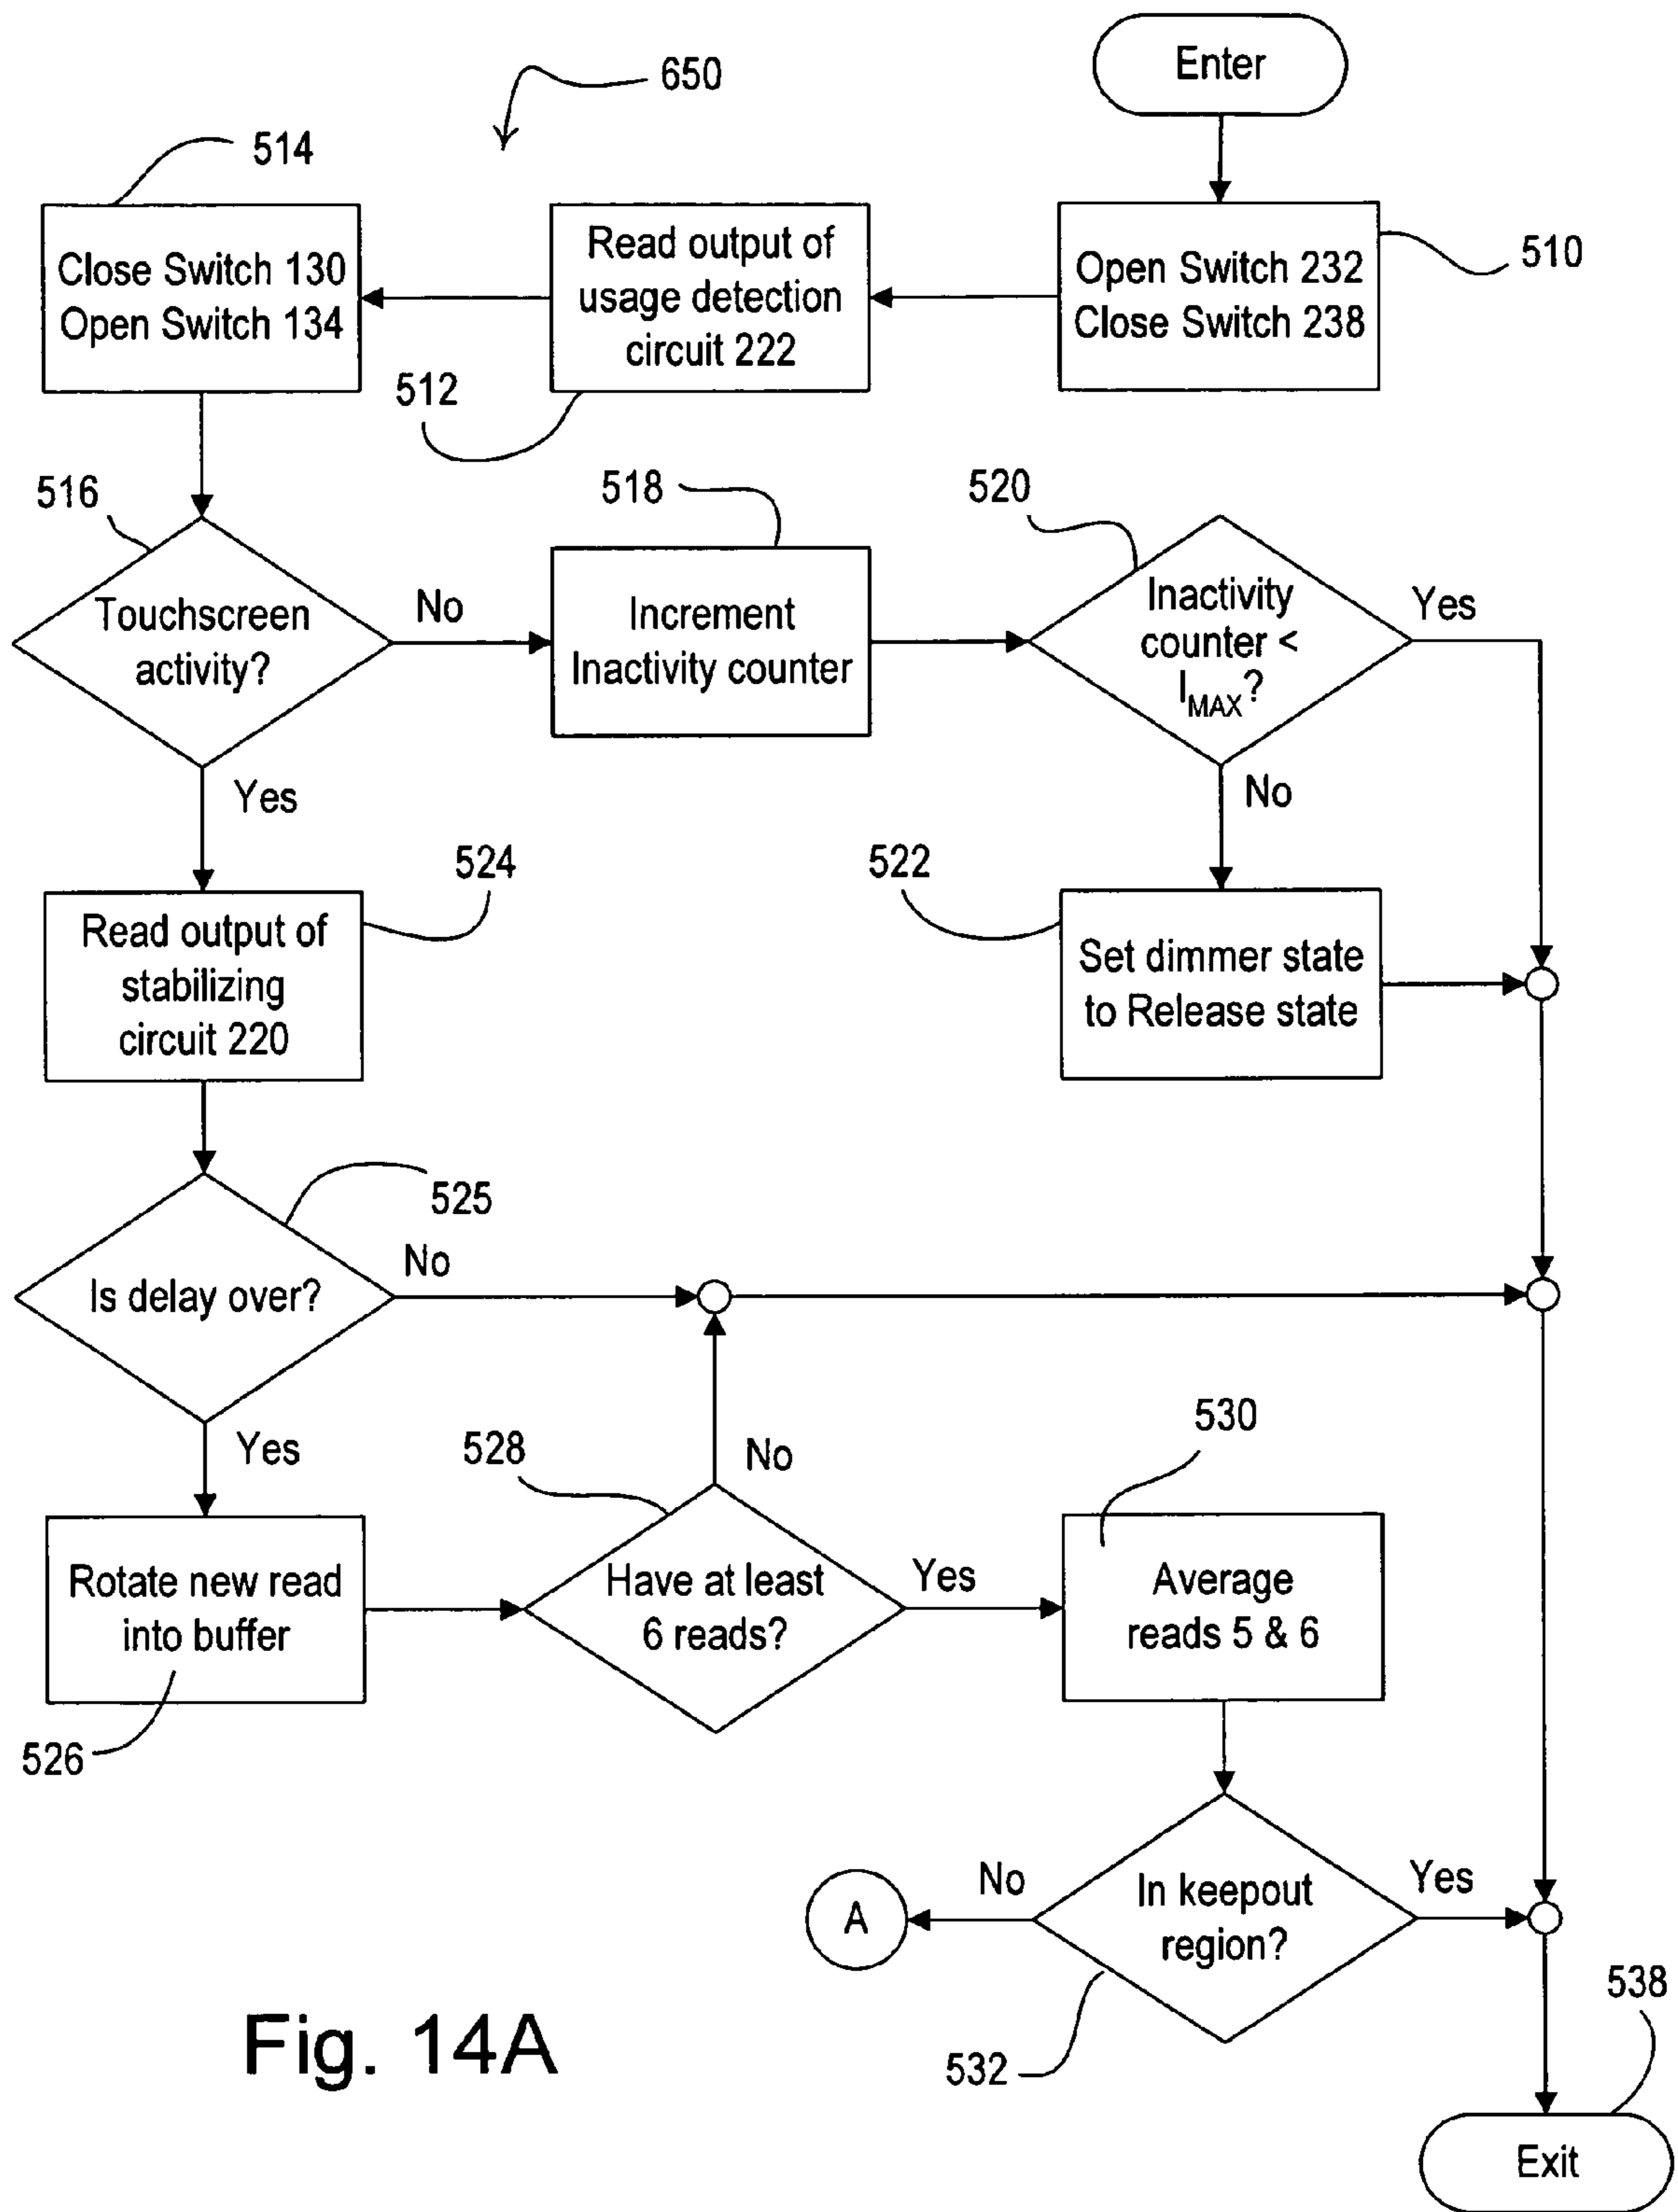 Enter
650
514
Close Switch 130
Open Switch 134
Read output of
usage detection
circuit 222
512
Open Switch 232
Close Switch 238
510
516
Touchscreen
activity?
No
Yes
518
Increment
Inactivity counter
520
Inactivity
counter <
IMAX?
Yes
No
524
Read output of
stabilizing
circuit 220
522
Set dimmer state
to Release state
525
Is delay over?
No
Yes
526
Rotate new read
into buffer
528
Have at least
6 reads?
No
Yes
530
Average
reads 5 & 6
532
In keepout
region?
No
Yes
A
538
Exit
Fig. 14A